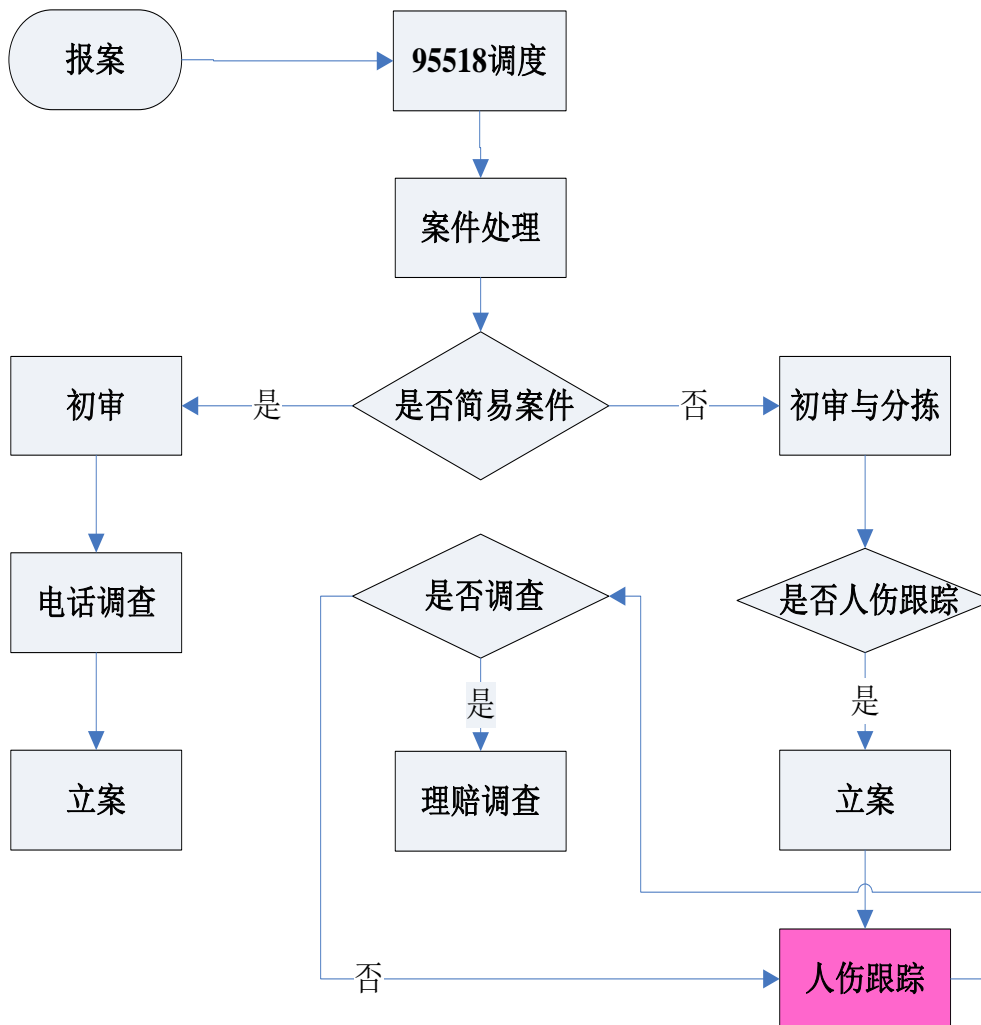 报案
95518调度
案件处理
初审
是
是否简易案件
否
初审与分拣
电话调查
是否调查
是否人伤跟踪
是
是
立案
理赔调查
立案
否
人伤跟踪